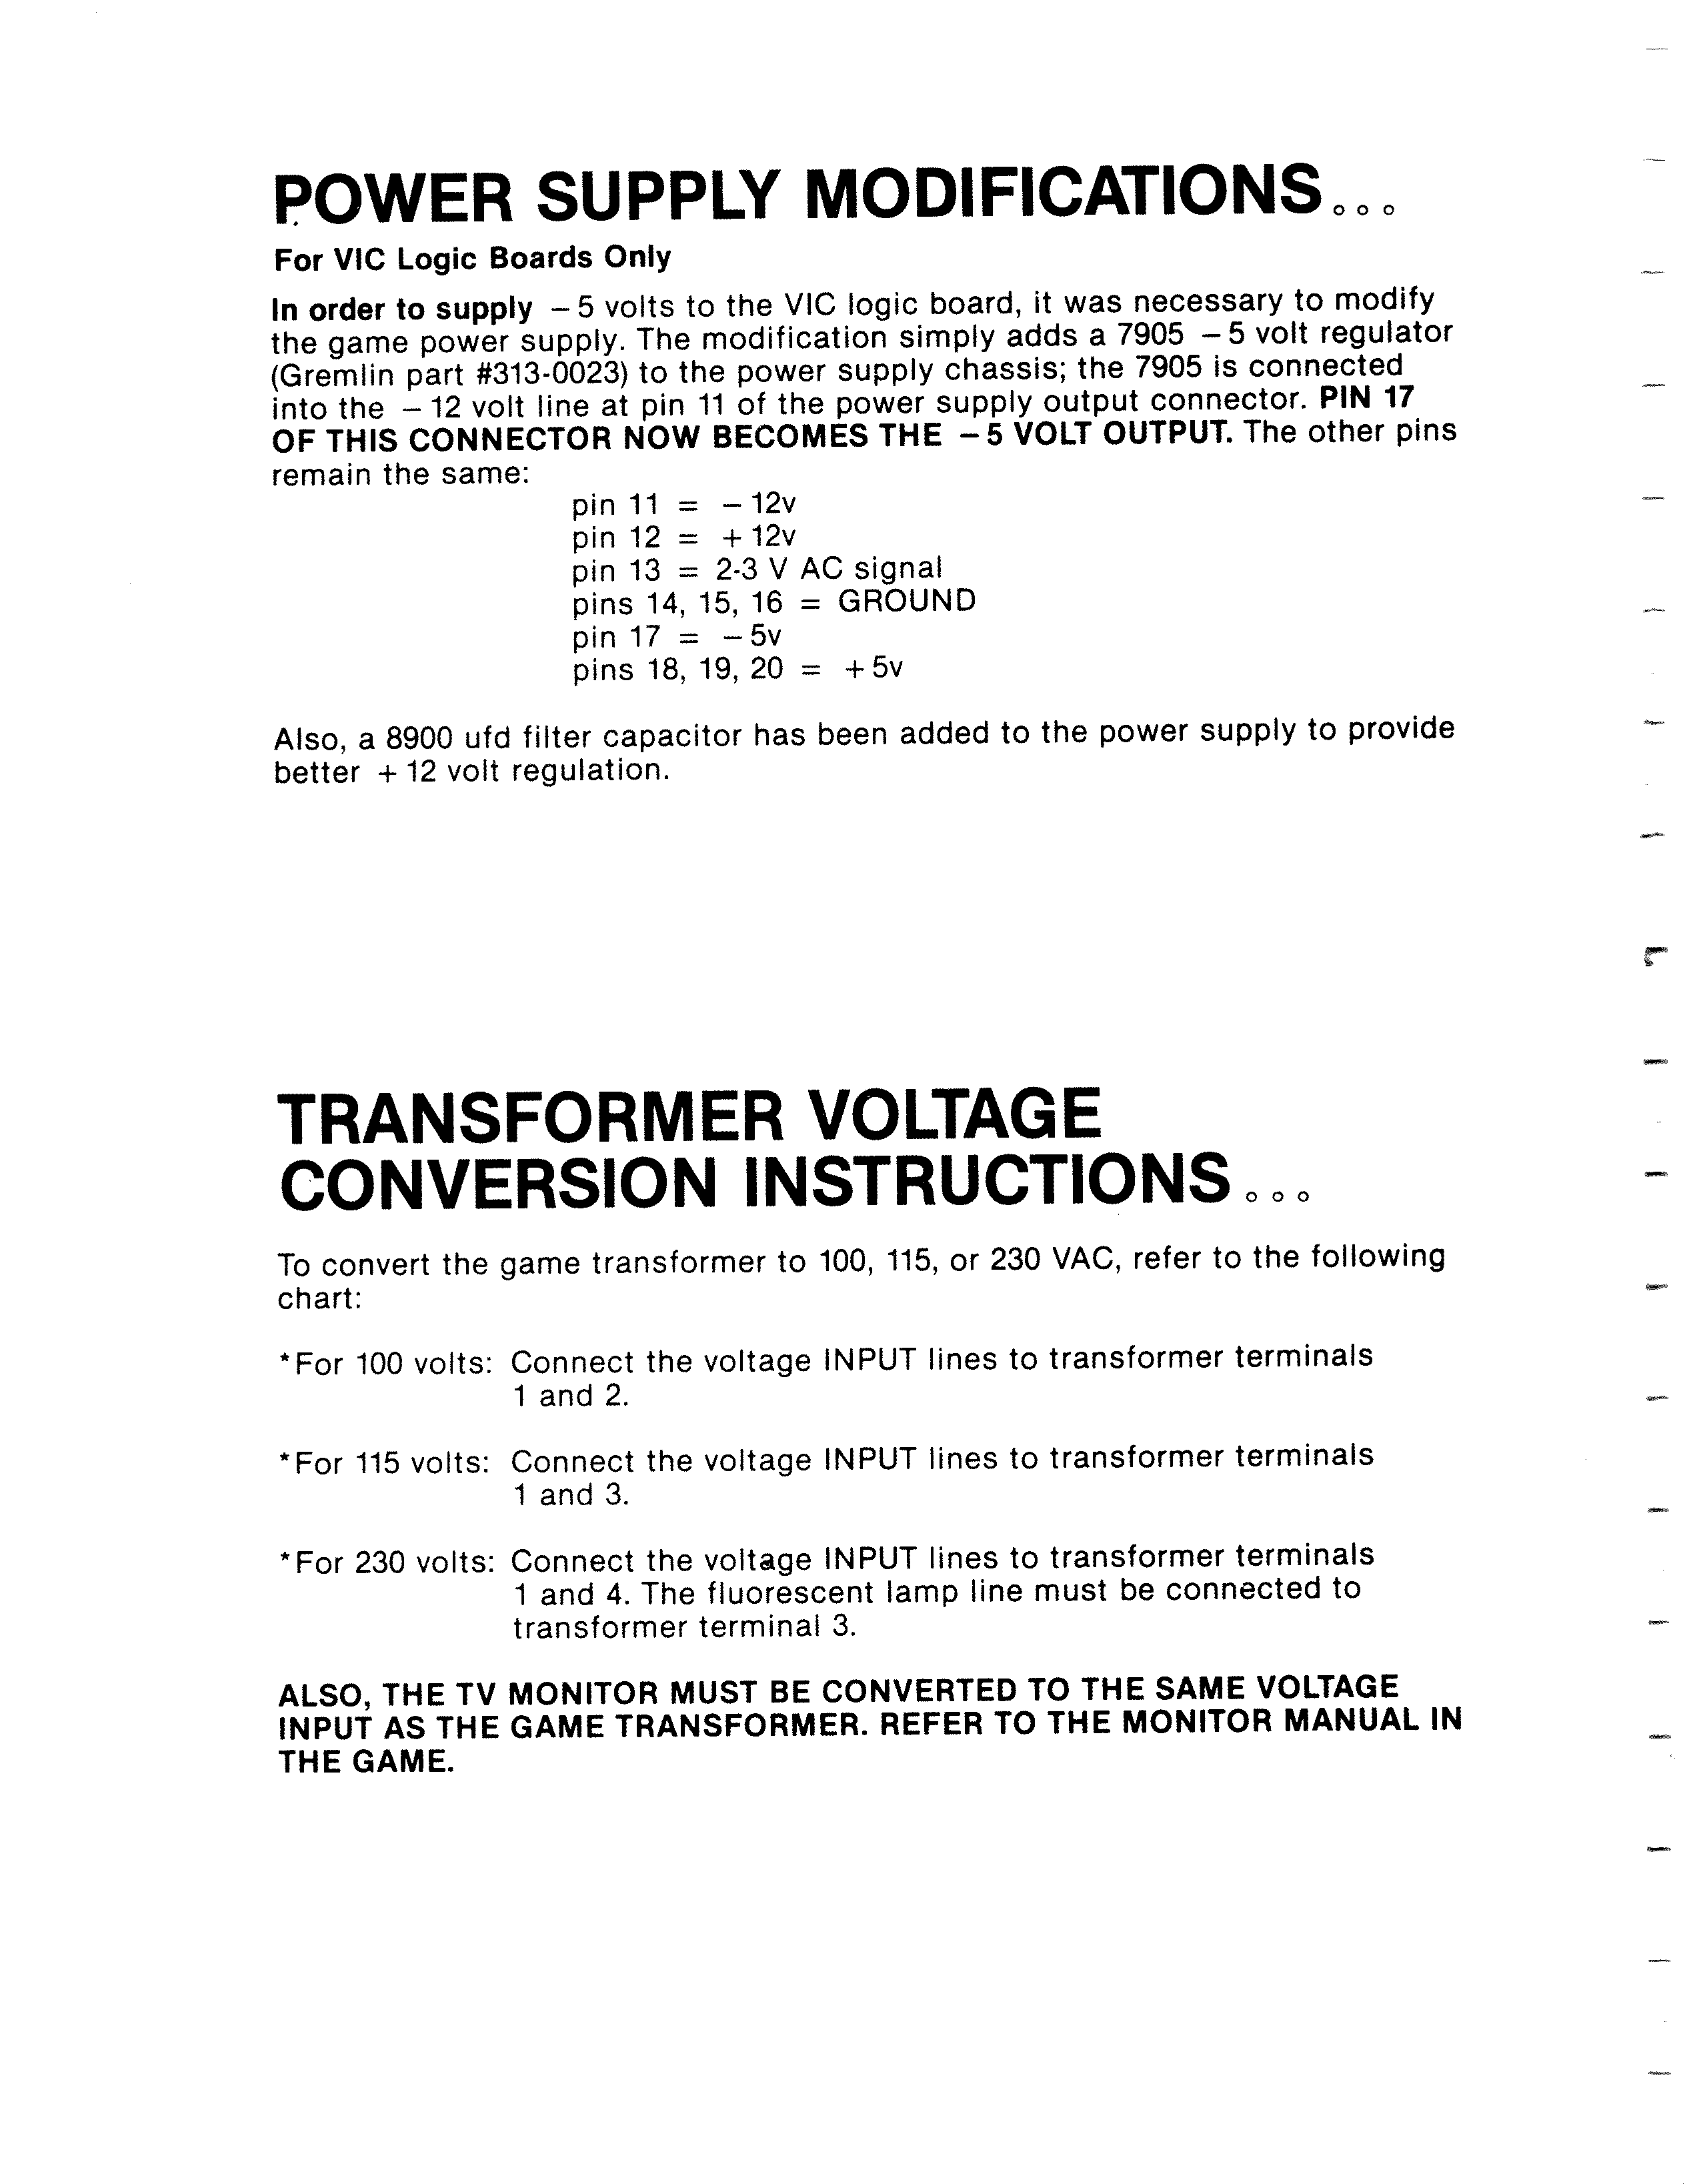 POWER SUPPLY MODIFICATIONS...
For VIC Logic Boards Only
In order to supply – 5 volts to the VIC logic board, it was necessary to modify
the game power supply. The modification simply adds a 7905 – 5 volt regulator
(Gremlin part #313-0023) to the power supply chassis; the 7905 is connected
into the – 12 volt line at pin 11 of the power supply output connector. PIN 17
OF THIS CONNECTOR NOW BECOMES THE – 5 VOLT OUTPUT. The other pins
remain the same:
pin 11 = – 12v
pin 12 = + 12v
pin 13 = 2-3 V AC signal
pins 14, 15, 16 = GROUND
pin 17 = – 5v
pins 18, 19, 20 = + 5v
Also, a 8900 ufd filter capacitor has been added to the power supply to provide
better + 12 volt regulation.
TRANSFORMER VOLTAGE
CONVERSION INSTRUCTIONS...
To convert the game transformer to 100, 115, or 230 VAC, refer to the following
chart:
*For 100 volts: Connect the voltage INPUT lines to transformer terminals
1 and 2.
*For 115 volts: Connect the voltage INPUT lines to transformer terminals
1 and 3.
*For 230 volts: Connect the voltage INPUT lines to transformer terminals
1 and 4. The fluorescent lamp line must be connected to
transformer terminal 3.
ALSO, THE TV MONITOR MUST BE CONVERTED TO THE SAME VOLTAGE
INPUT AS THE GAME TRANSFORMER. REFER TO THE MONITOR MANUAL IN
THE GAME.